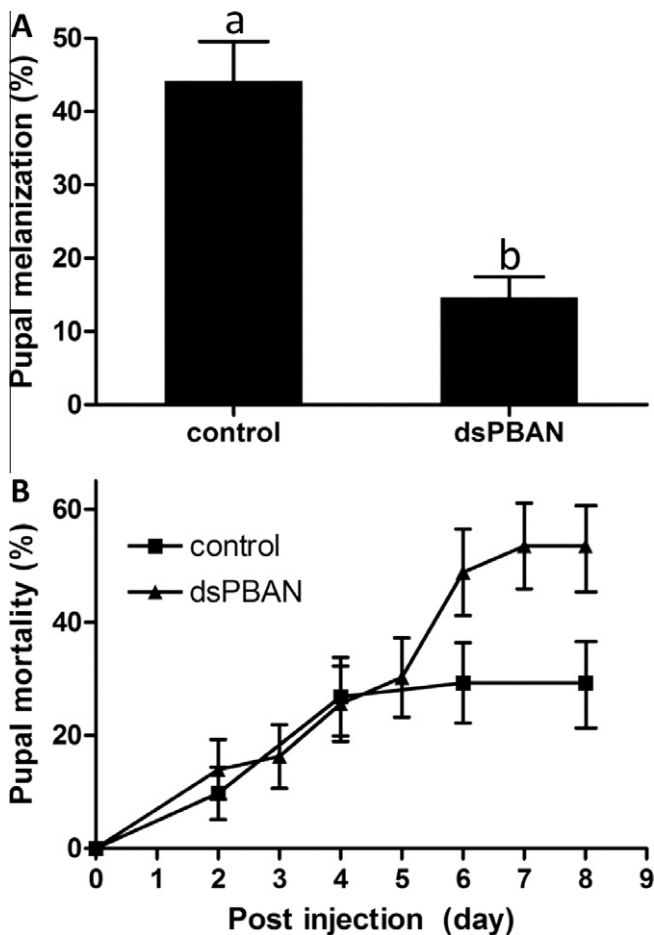 A
Pupal melanization (%)
50
40
30
20
10
0
a
b
control
dsPBAN
B
Pupal mortality (%)
60
40
20
0
control
dsPBAN
0 1 2 3 4 5 6 7 8 9
Post injection (day)